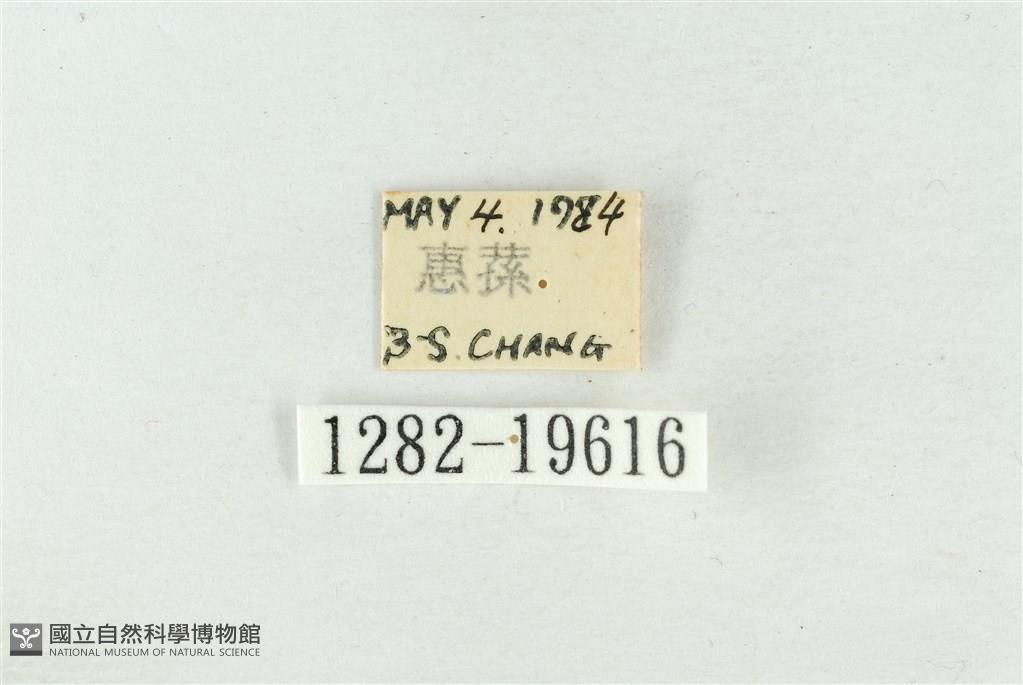 MAY 4. 1984
惠蓀
B-S. CHANG
1282-19616
國立自然科學博物館
NATIONAL MUSEUM OF NATURAL SCIENCE